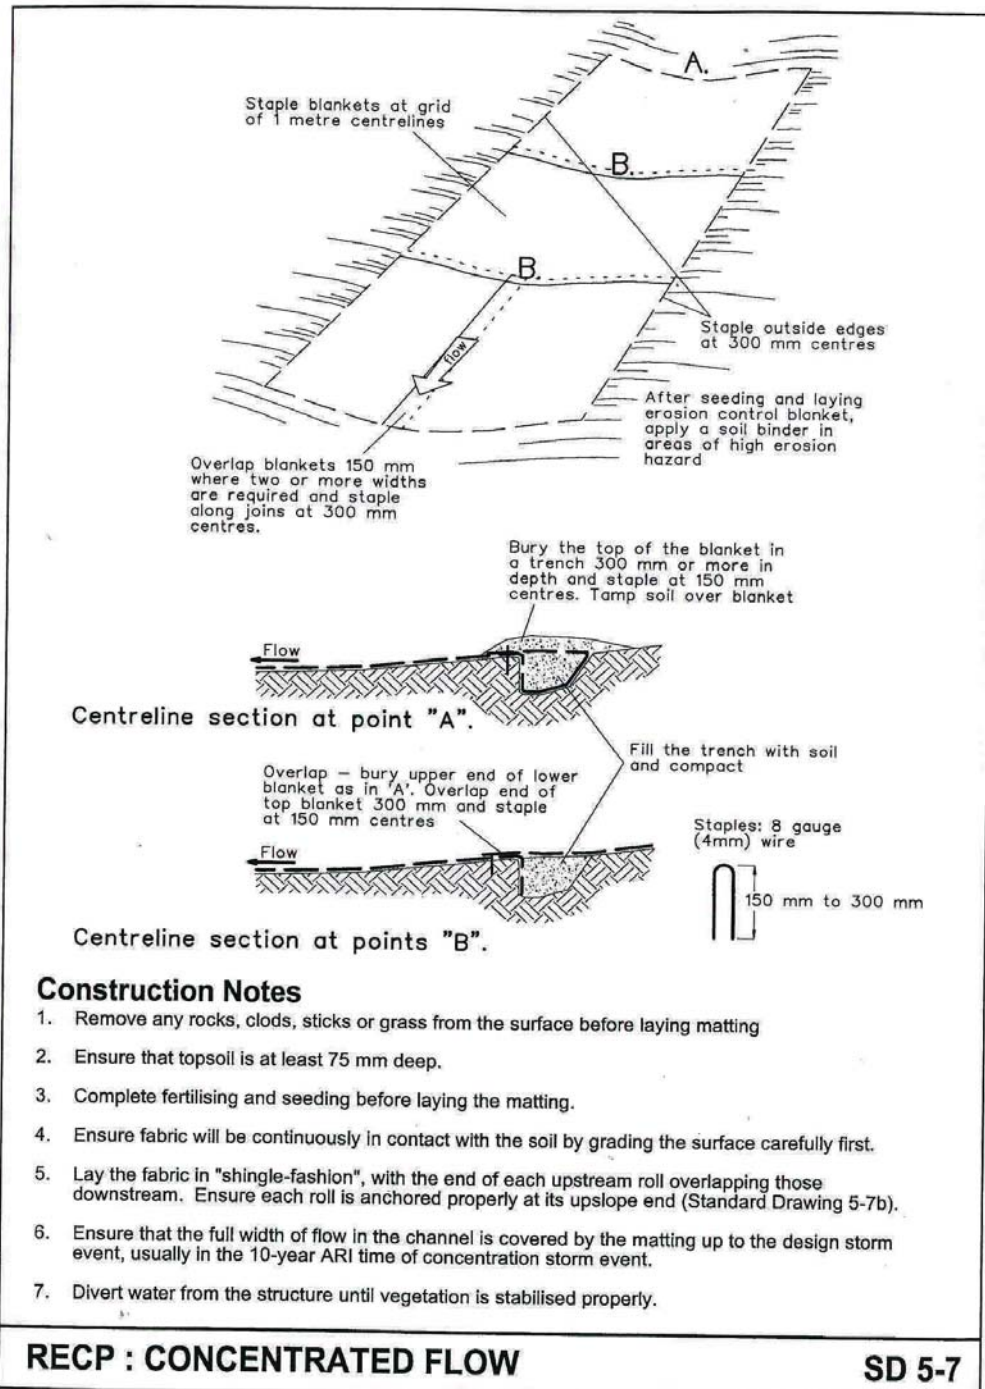 A.
Staple blankets at grid
of 1 metre centrelines
B.
B.
flow
Staple outside edges
at 300 mm centres
After seeding and laying
erosion control blanket,
apply a soil binder in
areas of high erosion
hazard
Overlap blankets 150 mm
where two or more widths
are required and staple
along joins at 300 mm
centres.
Bury the top of the blanket in
a trench 300 mm or more in
depth and staple at 150 mm
centres. Tamp soil over blanket
Flow
Centreline section at point "A".
Fill the trench with soil
and compact
Overlap – bury upper end of lower
blanket as in 'A'. Overlap end of
top blanket 300 mm and staple
at 150 mm centres
Staples: 8 gauge
(4mm) wire
Flow
150 mm to 300 mm
Centreline section at points "B".
Construction Notes
1. Remove any rocks, clods, sticks or grass from the surface before laying matting
2. Ensure that topsoil is at least 75 mm deep.
3. Complete fertilising and seeding before laying the matting.
4. Ensure fabric will be continuously in contact with the soil by grading the surface carefully first.
5. Lay the fabric in "shingle-fashion", with the end of each upstream roll overlapping those
downstream. Ensure each roll is anchored properly at its upslope end (Standard Drawing 5-7b).
6. Ensure that the full width of flow in the channel is covered by the matting up to the design storm
event, usually in the 10-year ARI time of concentration storm event.
7. Divert water from the structure until vegetation is stabilised properly.
RECP : CONCENTRATED FLOW
SD 5-7